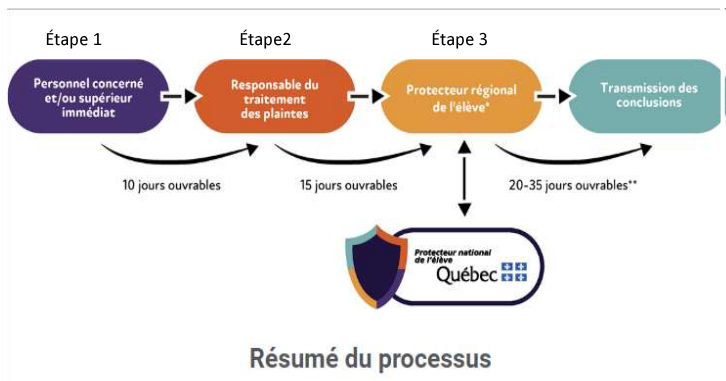 Étape 1
Étape2
Étape 3
Personnel concerné
et/ou supérieur
immédiat
Responsable du
traitement
des plaintes
Protecteur régional
de l'élève*
Transmission des
conclusions
10 jours ouvrables
15 jours ouvrables
20-35 jours ouvrables**
Protecteur national
de l'élève
Québec
Résumé du processus